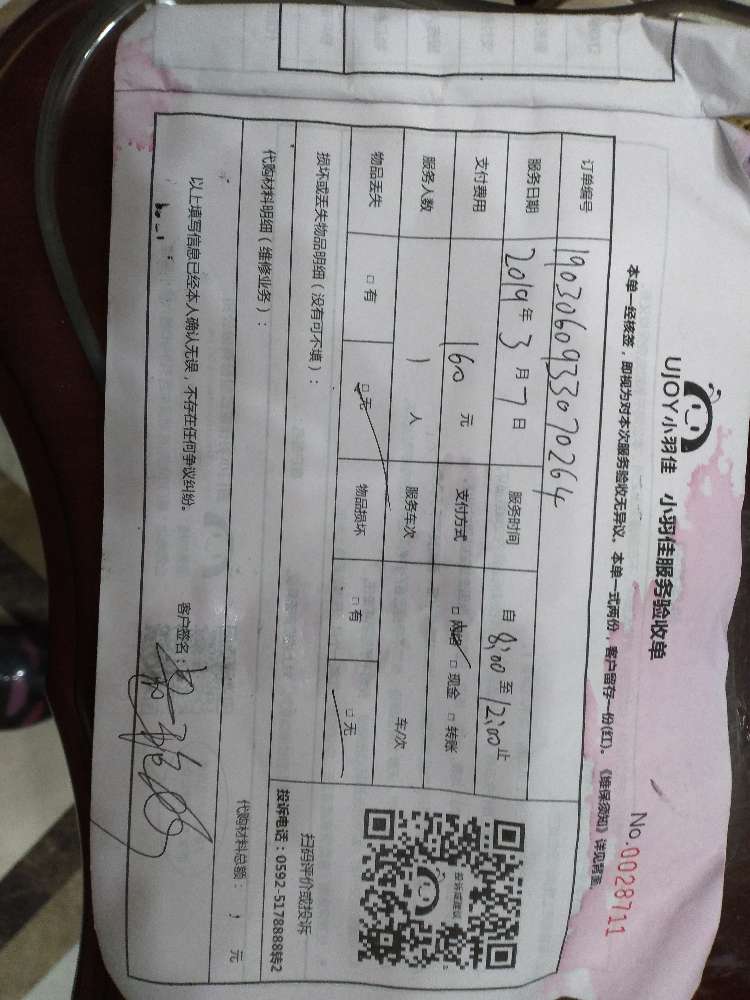 UJOY小羽佳 小羽佳服务验收单
No.0028711
本单一经核签，即视为对本次服务验收无异议，本单一式两份，客户留存一份(红)。《维保须知》详见背面
订单编号 1903060933070264
服务日期 2019年3月7日 服务时间 自8:00至12:00止
支付费用 160元 支付方式 □网络 □现金 □转账
服务人数 1人 服务车次 车/次
物品丢失 □有 □无 物品损坏 □有 □无
损坏或丢失物品明细（没有可不填）：
投诉或建议
扫码评价或投诉
投诉电话：0592-5178888转2
代购材料明细（维修业务）：
代购材料总额： 元
以上填写信息已经本人确认无误，不存在任何争议纠纷。
客户签名：